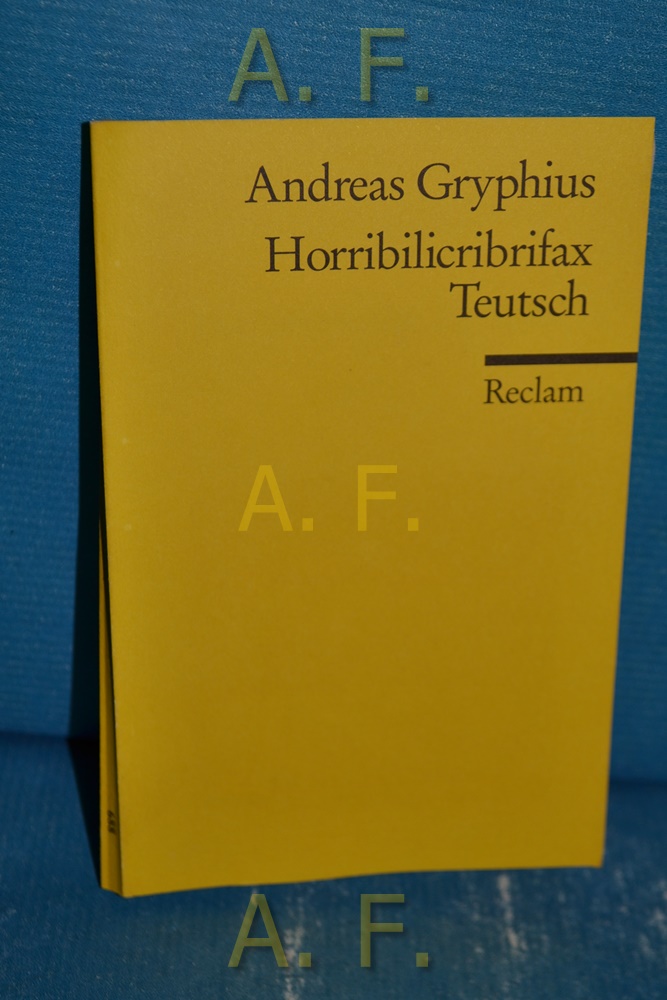 A. F.
Andreas Gryphius
Horribilicribrifax
Teutsch
Reclam
A. F.
A. F.